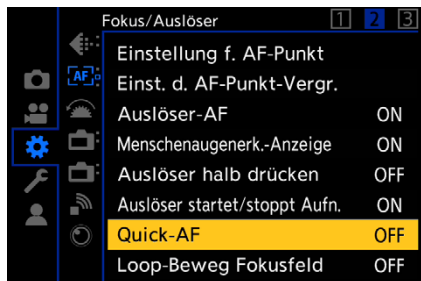 Fokus/Auslöser 1 2 3
AF
Einstellung f. AF-Punkt
Einst. d. AF-Punkt-Vergr.
Auslöser-AF ON
Menschenaugenerk.-Anzeige ON
Auslöser halb drücken OFF
Auslöser startet/stoppt Aufn. ON
Quick-AF OFF
Loop-Beweg Fokusfeld OFF